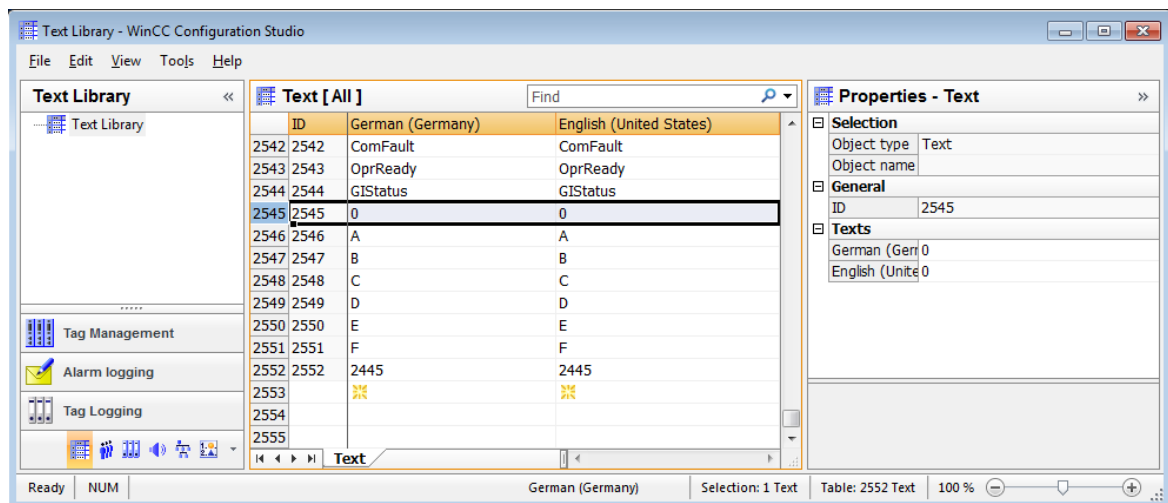 Text Library - WinCC Configuration Studio
File Edit View Tools Help
Text Library «
Text Library
Tag Management
Alarm logging
Tag Logging
Text [ All ] Find
ID German (Germany) English (United States)
2542 2542 ComFault ComFault
2543 2543 OprReady OprReady
2544 2544 GIStatus GIStatus
2545 2545 0 0
2546 2546 A A
2547 2547 B B
2548 2548 C C
2549 2549 D D
2550 2550 E E
2551 2551 F F
2552 2552 2445 2445
2553
2554
2555
Text
Properties - Text »
Selection
Object type Text
Object name
General
ID 2545
Texts
German (Gerr 0
English (Unite 0
Ready NUM German (Germany) Selection: 1 Text Table: 2552 Text 100 %